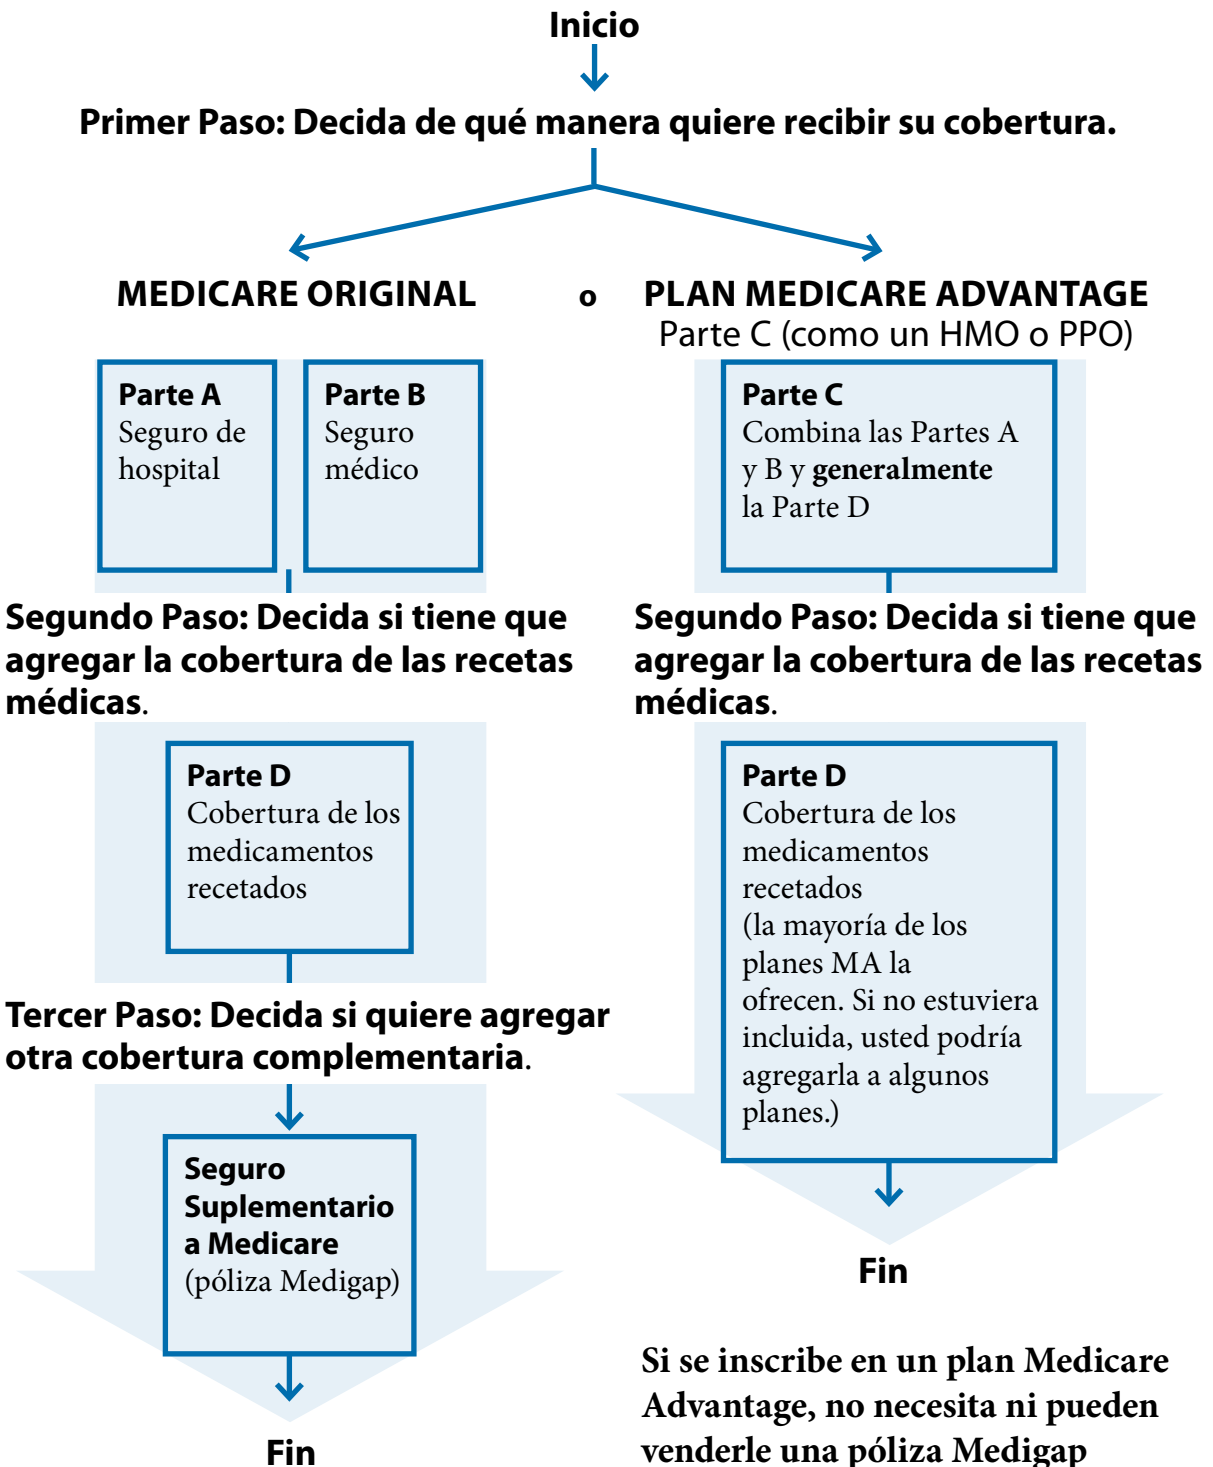 Inicio
Primer Paso: Decida de qué manera quiere recibir su cobertura.
MEDICARE ORIGINAL
o
PLAN MEDICARE ADVANTAGE
Parte C (como un HMO o PPO)
Parte A
Seguro de
hospital
Parte B
Seguro
médico
Parte C
Combina las Partes A
y B y generalmente
la Parte D
Segundo Paso: Decida si tiene que
agregar la cobertura de las recetas
médicas.
Parte D
Cobertura de los
medicamentos
recetados
Tercer Paso: Decida si quiere agregar
otra cobertura complementaria.
Seguro
Suplementario
a Medicare
(póliza Medigap)
Fin
Segundo Paso: Decida si tiene que
agregar la cobertura de las recetas
médicas.
Parte D
Cobertura de los
medicamentos
recetados
(la mayoría de los
planes MA la
ofrecen. Si no estuviera
incluida, usted podría
agregarla a algunos
planes.)
Fin
Si se inscribe en un plan Medicare
Advantage, no necesita ni pueden
venderle una póliza Medigap